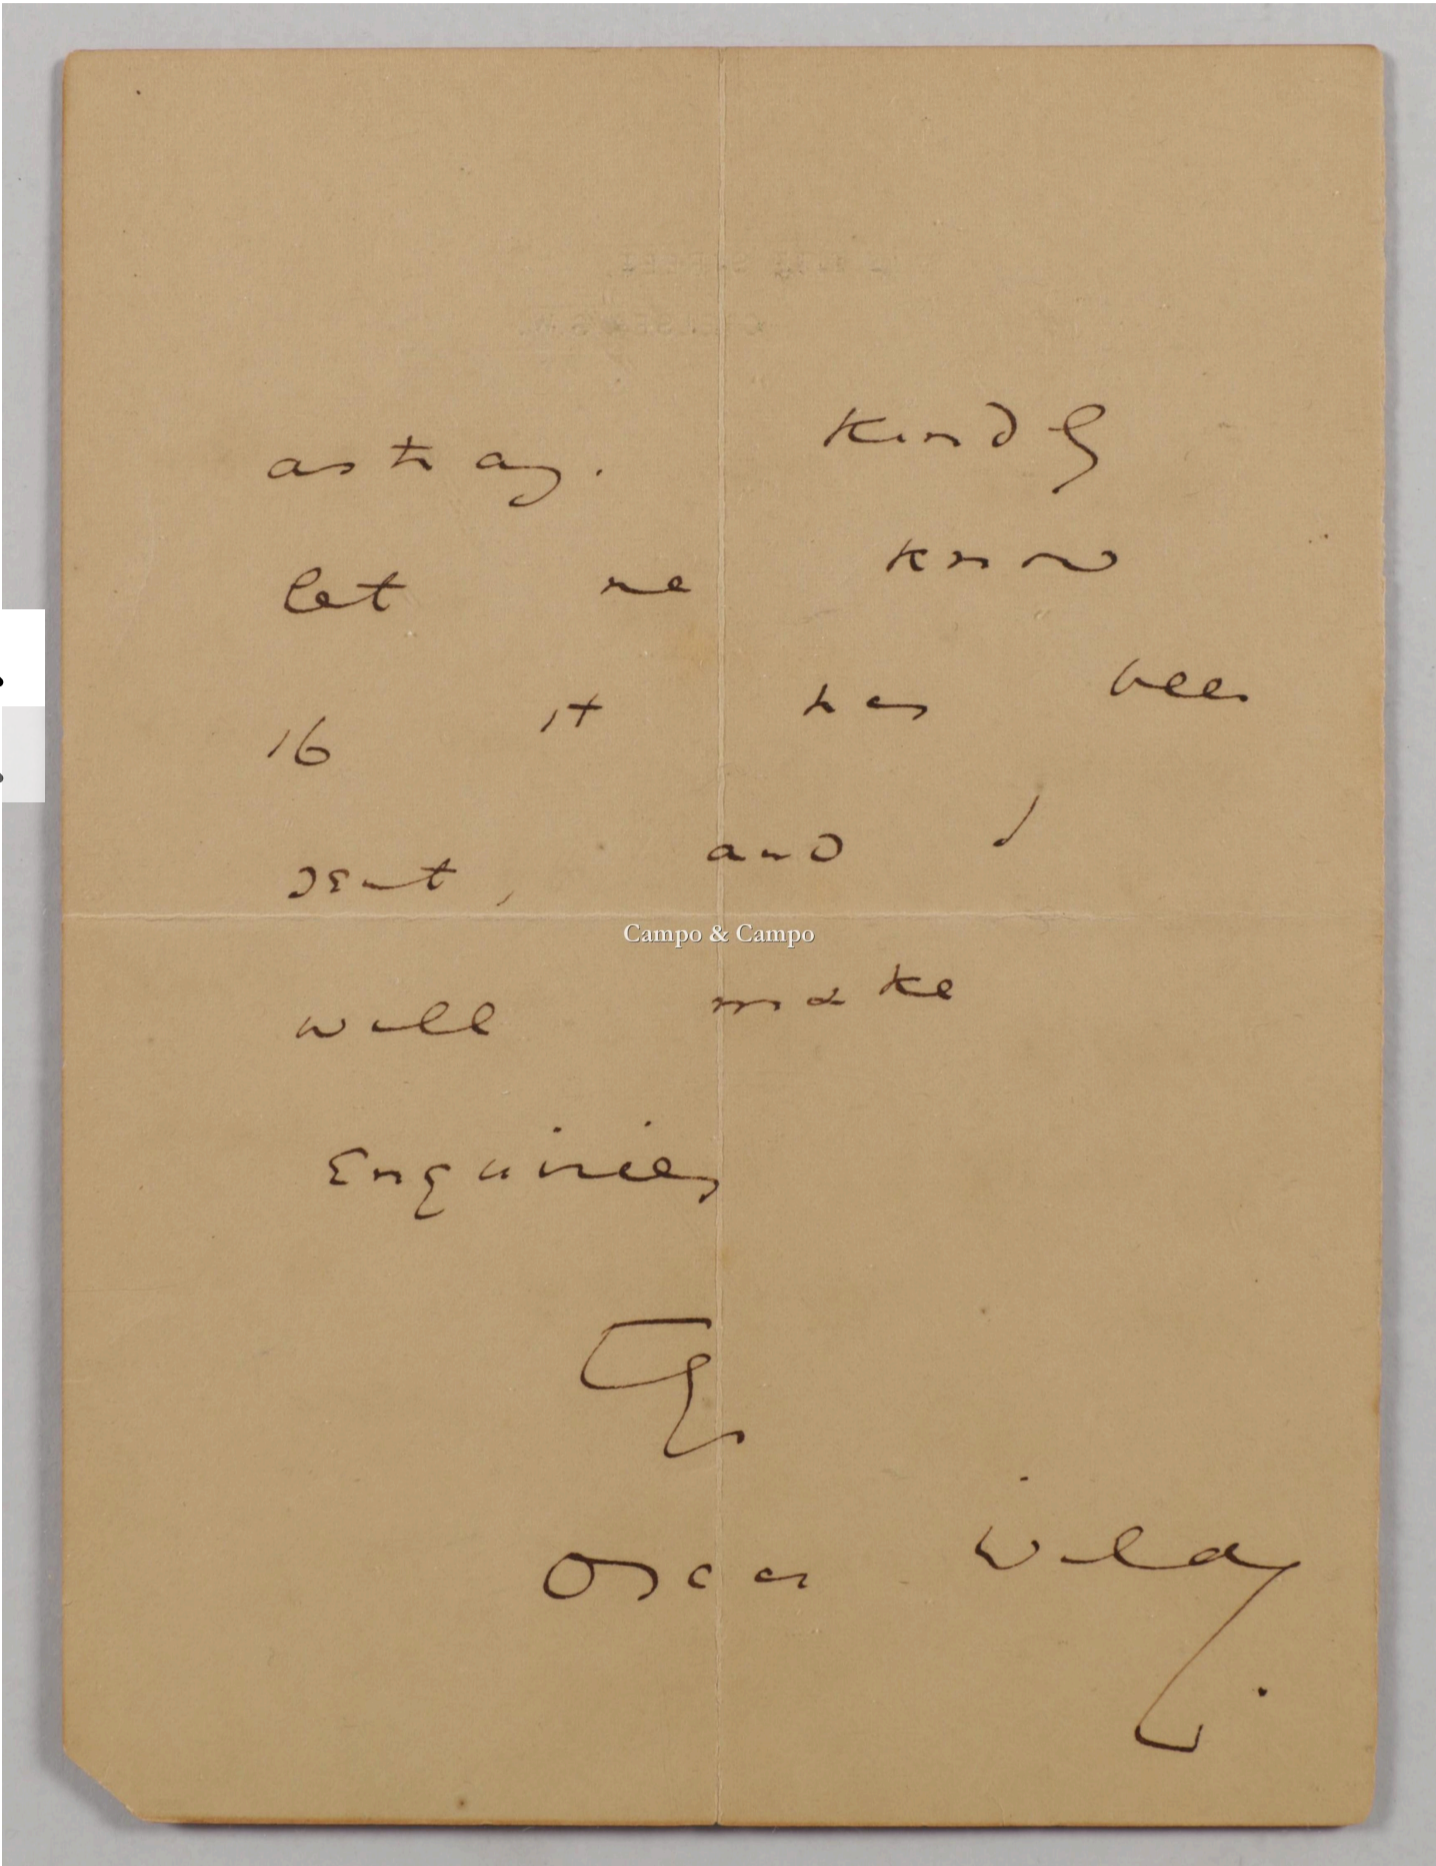 astray. Kindly
let me know
if it has been
sent, and I
Campo & Campo
will make
enquiries
Oscar Wilde